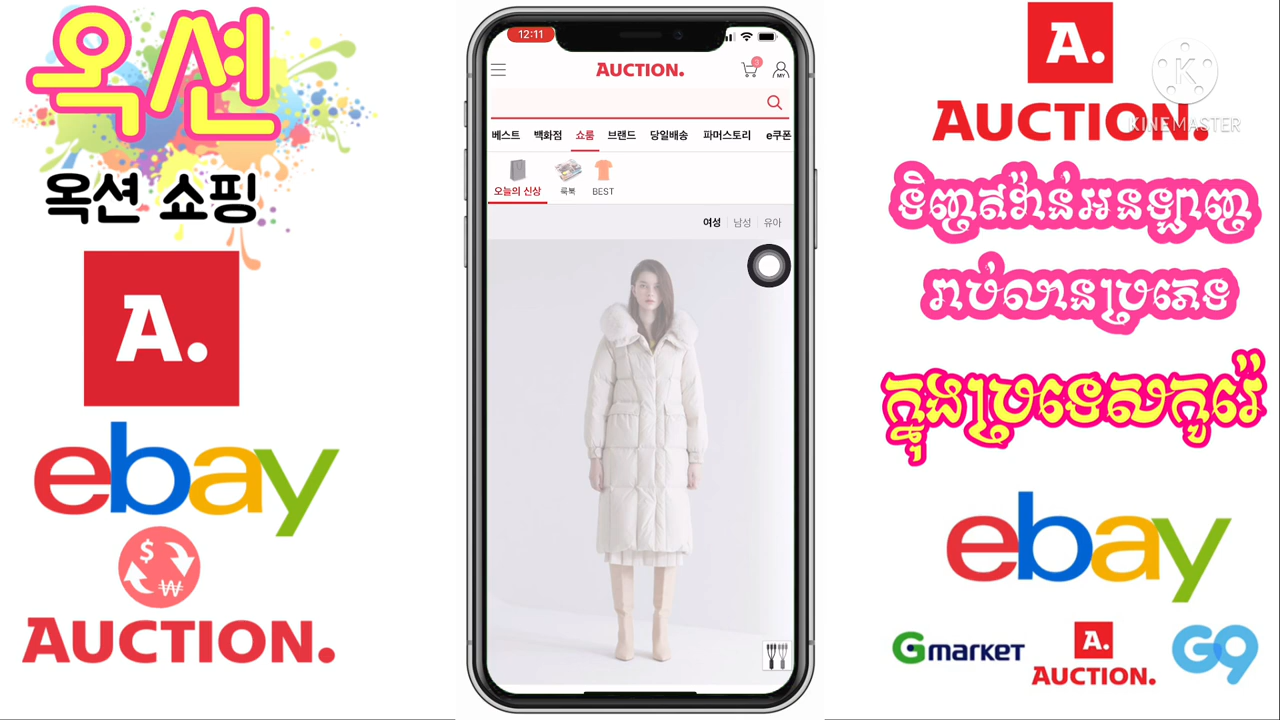 옥션
옥션 쇼핑
A.
ebay
$
₩
AUCTION.
12:11
AUCTION.
0
MY
베스트 백화점 쇼룸 브랜드 당일배송 파머스토리 e쿠폰
오늘의 신상 룩북 BEST
여성 남성 유아
A.
AUCTION.
K
KINEMASTER
ទិញឥវ៉ាន់អនឡាញ
រាប់លានប្រភេទ
ក្នុងប្រទេសកូរ៉េ
ebay
Gmarket
A.
AUCTION.
G9